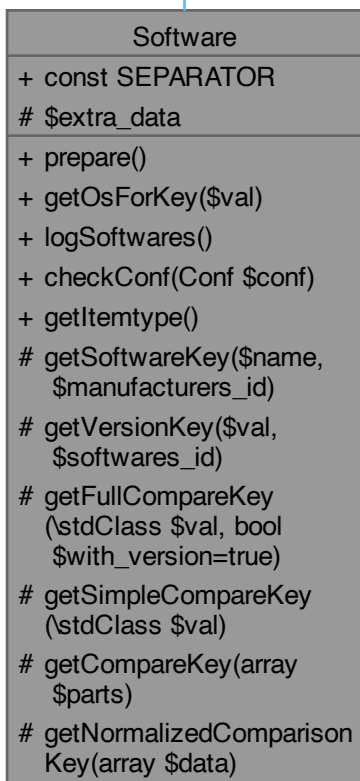 Software
+ const SEPARATOR
# $extra_data
+ prepare()
+ getOsForKey($val)
+ logSoftwares()
+ checkConf(Conf $conf)
+ getItemtype()
# getSoftwareKey($name,
$manufacturers_id)
# getVersionKey($val,
$softwares_id)
# getFullCompareKey
(\stdClass $val, bool
$with_version=true)
# getSimpleCompareKey
(\stdClass $val)
# getCompareKey(array
$parts)
# getNormalizedComparison
Key(array $data)